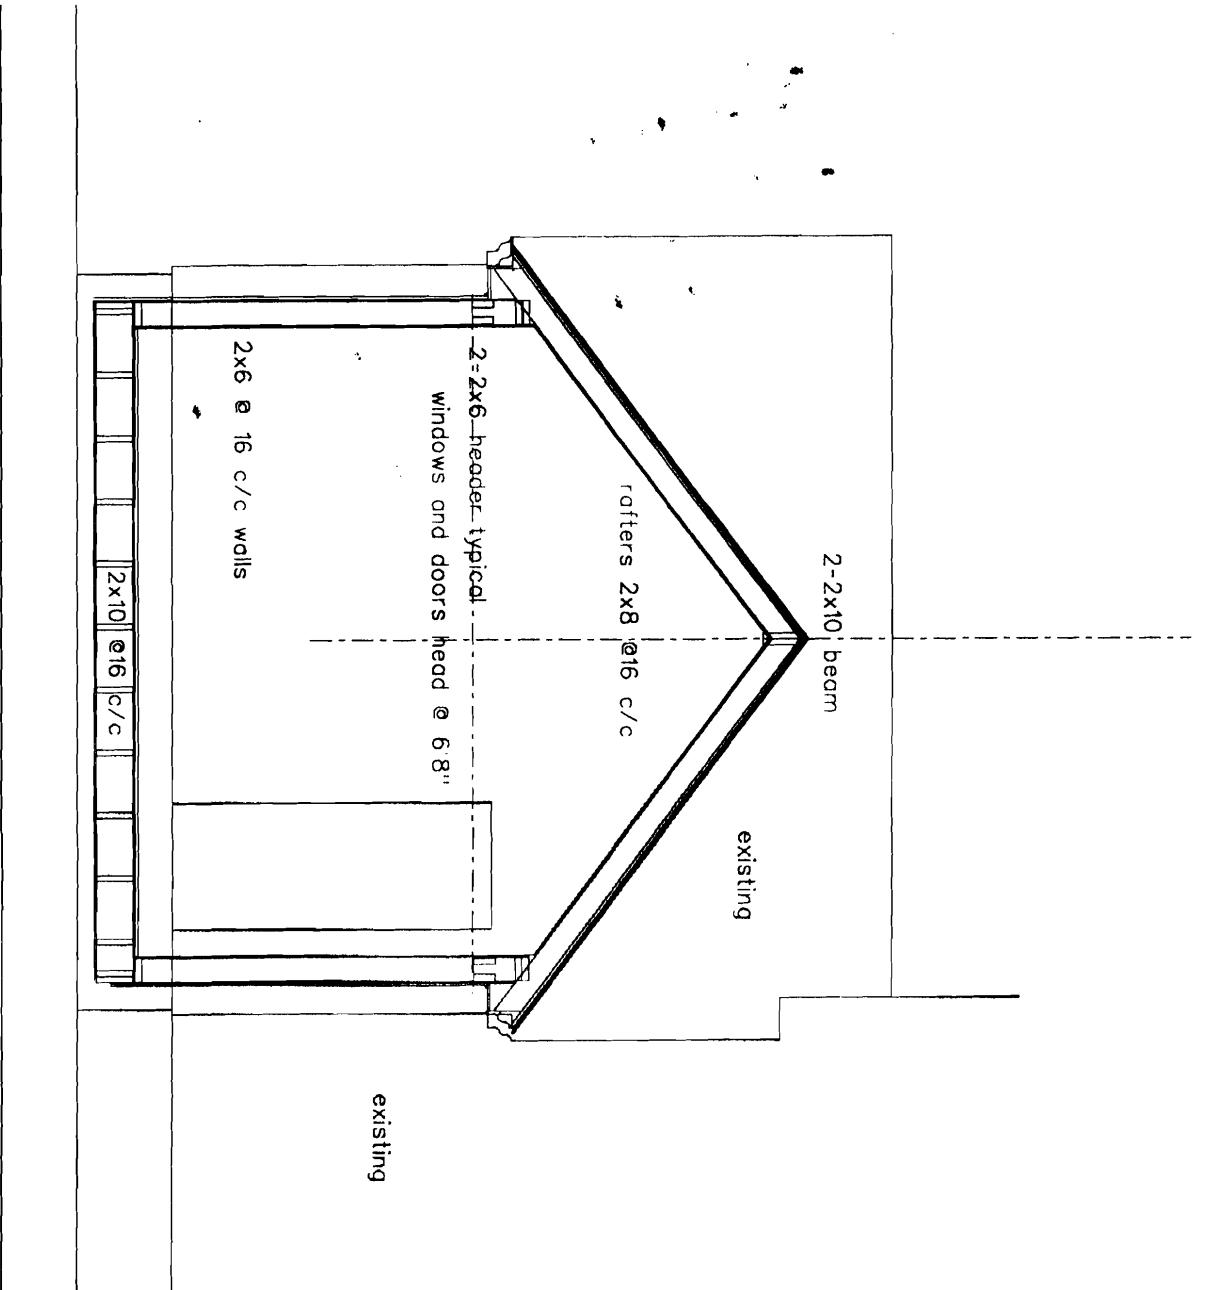 2-2x10 beam
existing
rafters 2x8 @16 c/c
2-2x6 header typical
windows and doors head @ 6'8"
existing
2x6 @ 16 c/c walls
2x10 @16 c/c